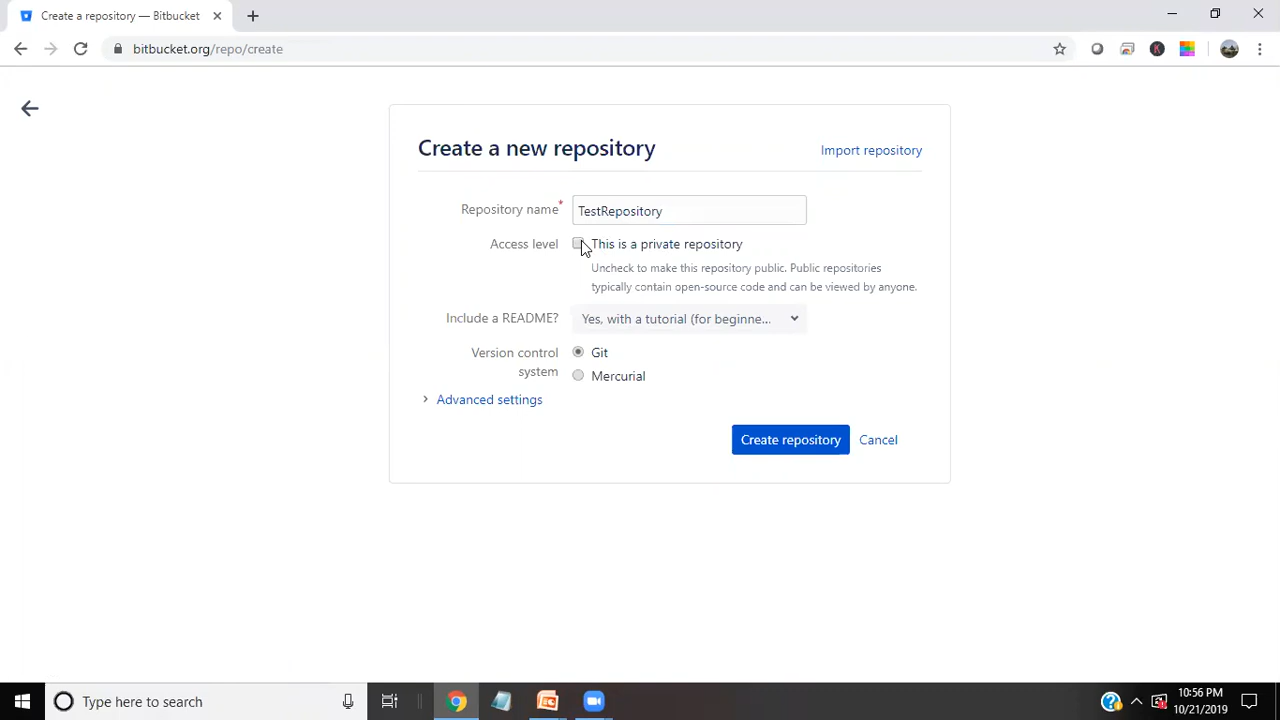 Create a repository — Bitbucket
bitbucket.org/repo/create
Create a new repository
Import repository
Repository name*
TestRepository
Access level
This is a private repository
Uncheck to make this repository public. Public repositories
typically contain open-source code and can be viewed by anyone.
Include a README?
Yes, with a tutorial (for beginne...
Version control
system
Git
Mercurial
Advanced settings
Create repository
Cancel
Type here to search
10:56 PM
10/21/2019